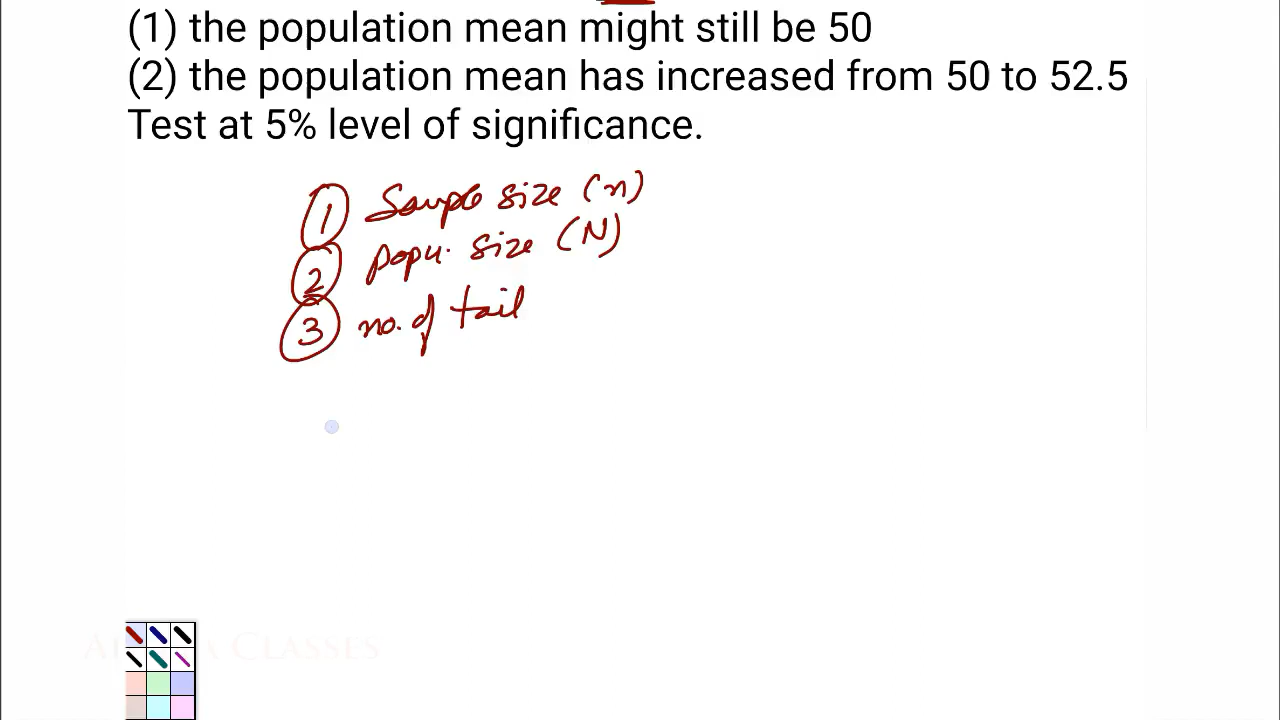 (1) the population mean might still be 50
(2) the population mean has increased from 50 to 52.5
Test at 5% level of significance.
1 Sample size (n)
2 popu. size (N)
3 no. of tail
CLASSES